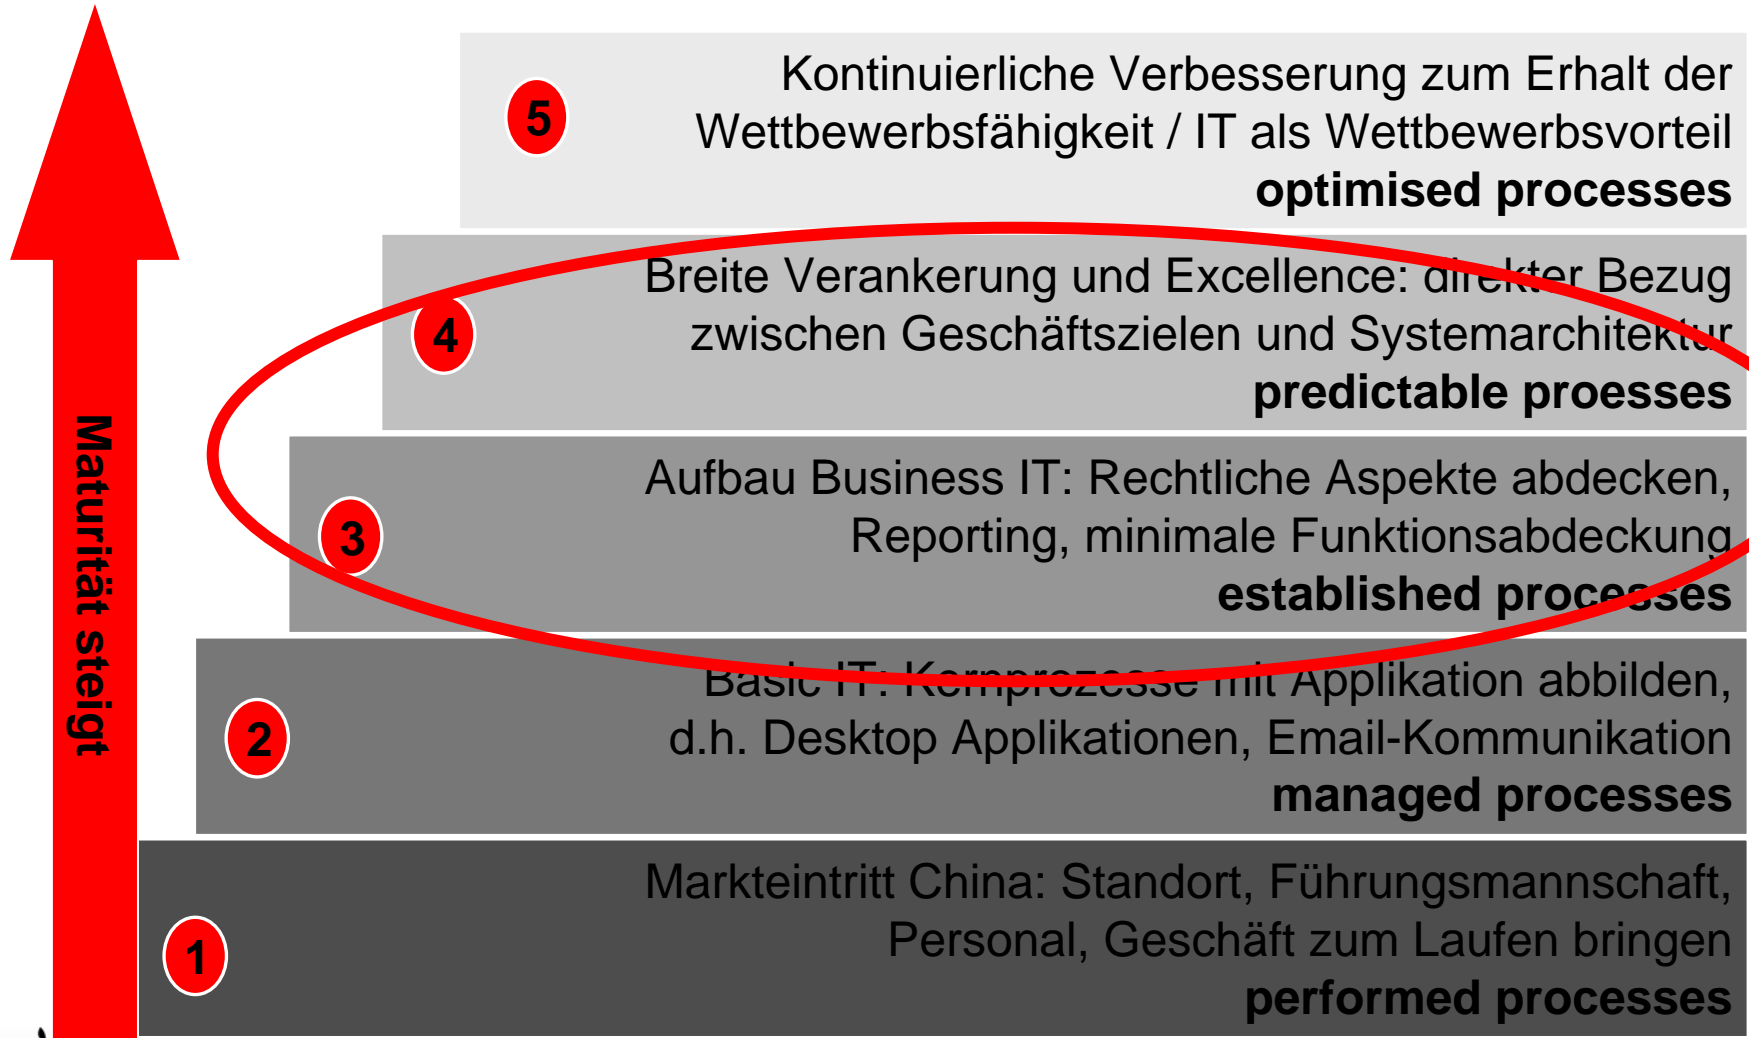 Maturität steigt
5
Kontinuierliche Verbesserung zum Erhalt der
Wettbewerbsfähigkeit / IT als Wettbewerbsvorteil
optimised processes
4
Breite Verankerung und Excellence: direkter Bezug
zwischen Geschäftszielen und Systemarchitektur
predictable proesses
3
Aufbau Business IT: Rechtliche Aspekte abdecken,
Reporting, minimale Funktionsabdeckung
established processes
2
Basic IT: Kernprozesse mit Applikation abbilden,
d.h. Desktop Applikationen, Email-Kommunikation
managed processes
1
Markteintritt China: Standort, Führungsmannschaft,
Personal, Geschäft zum Laufen bringen
performed processes